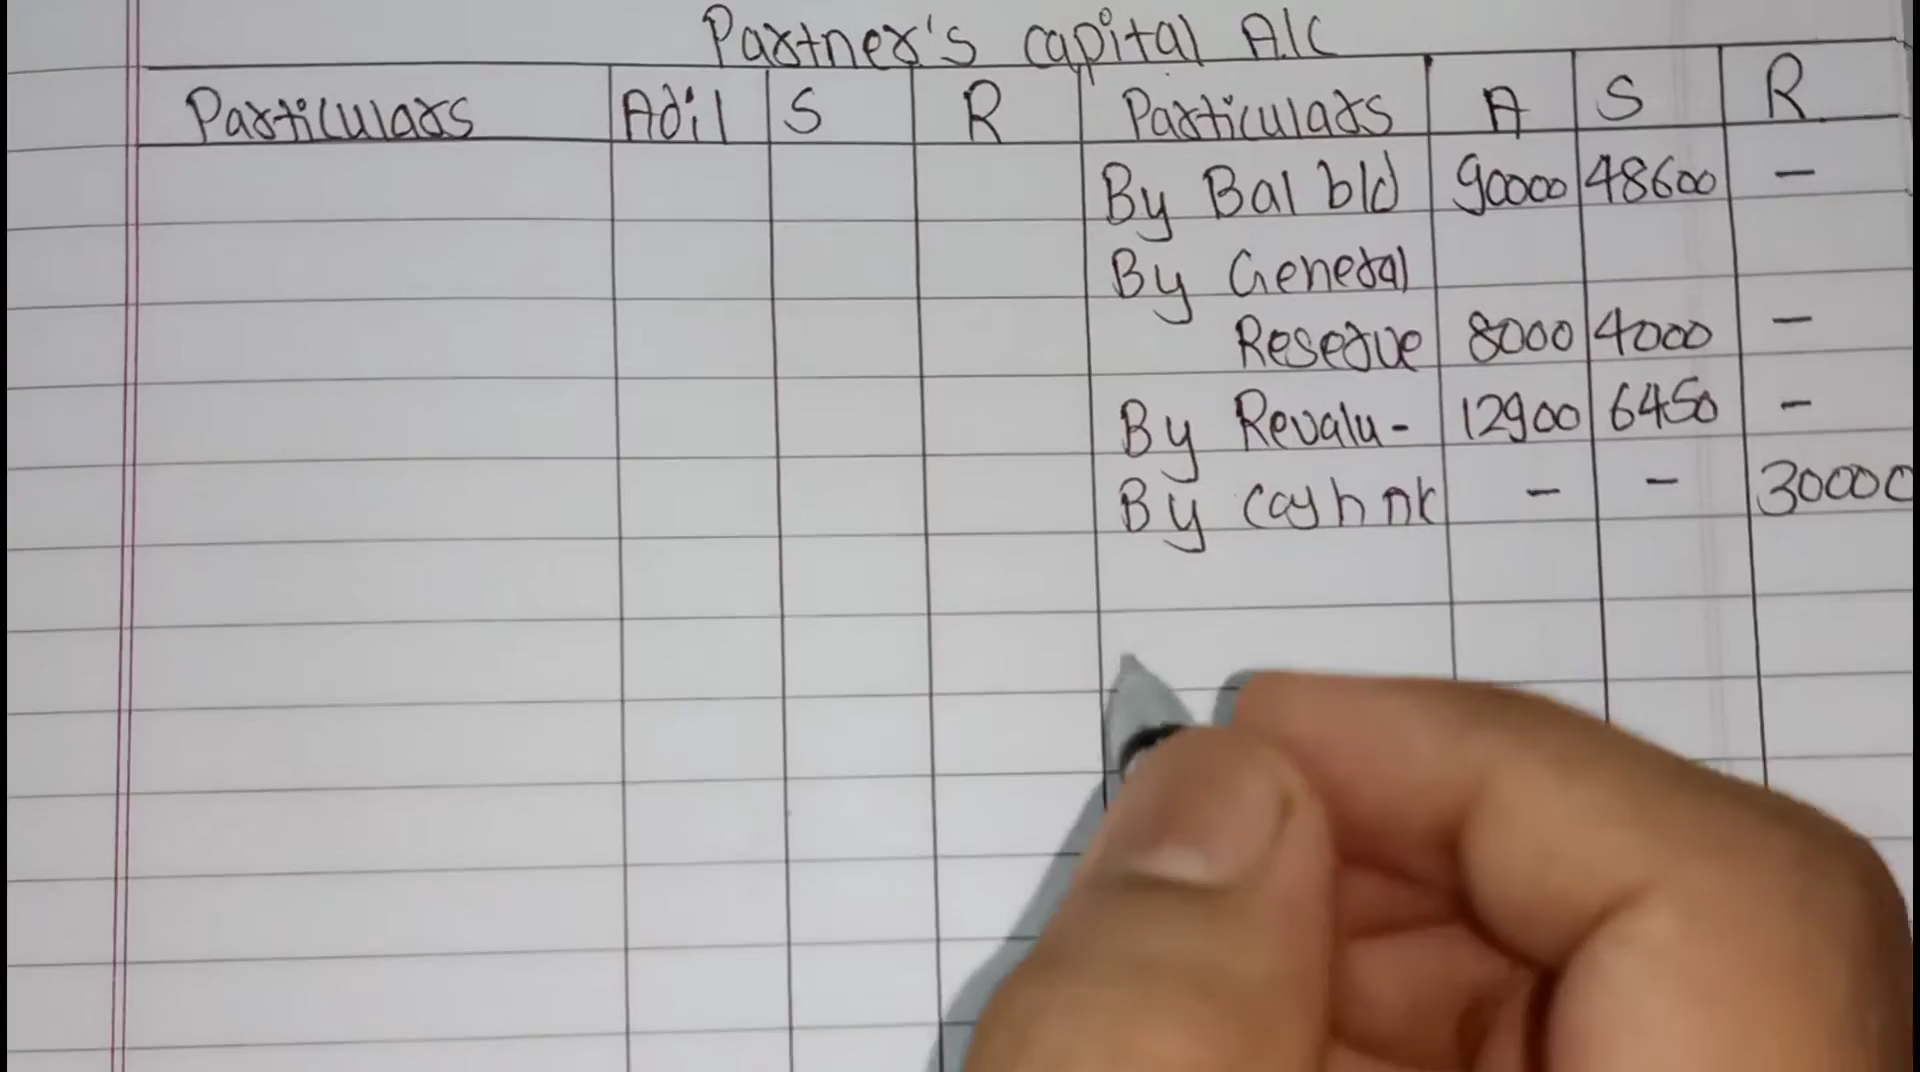 Partner's capital A/C
Particulars Adil S R Particulars A S R
By Bal b/d 90000 48600 -
By General
Reserve 8000 4000 -
By Revalu- 12900 6450 -
By Cash - - 30000